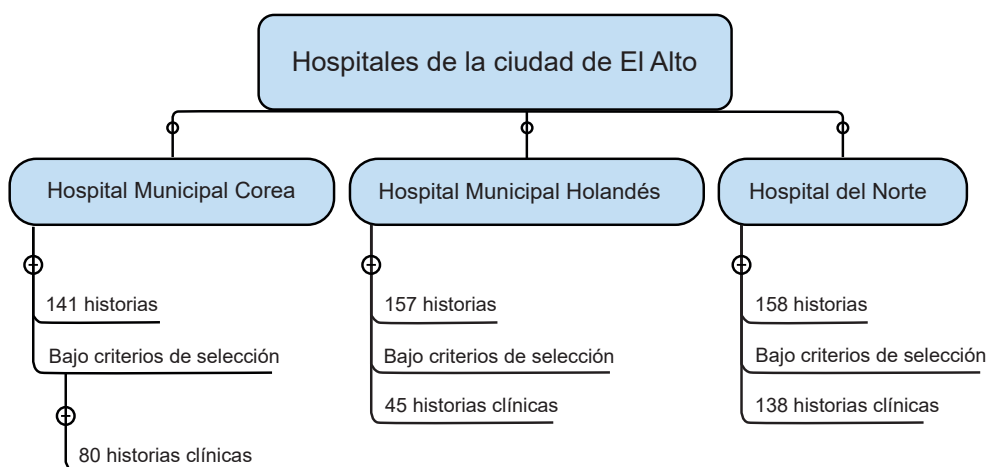 Hospitales de la ciudad de El Alto
Hospital Municipal Corea
141 historias
Bajo criterios de selección
80 historias clínicas
Hospital Municipal Holandés
157 historias
Bajo criterios de selección
45 historias clínicas
Hospital del Norte
158 historias
Bajo criterios de selección
138 historias clínicas